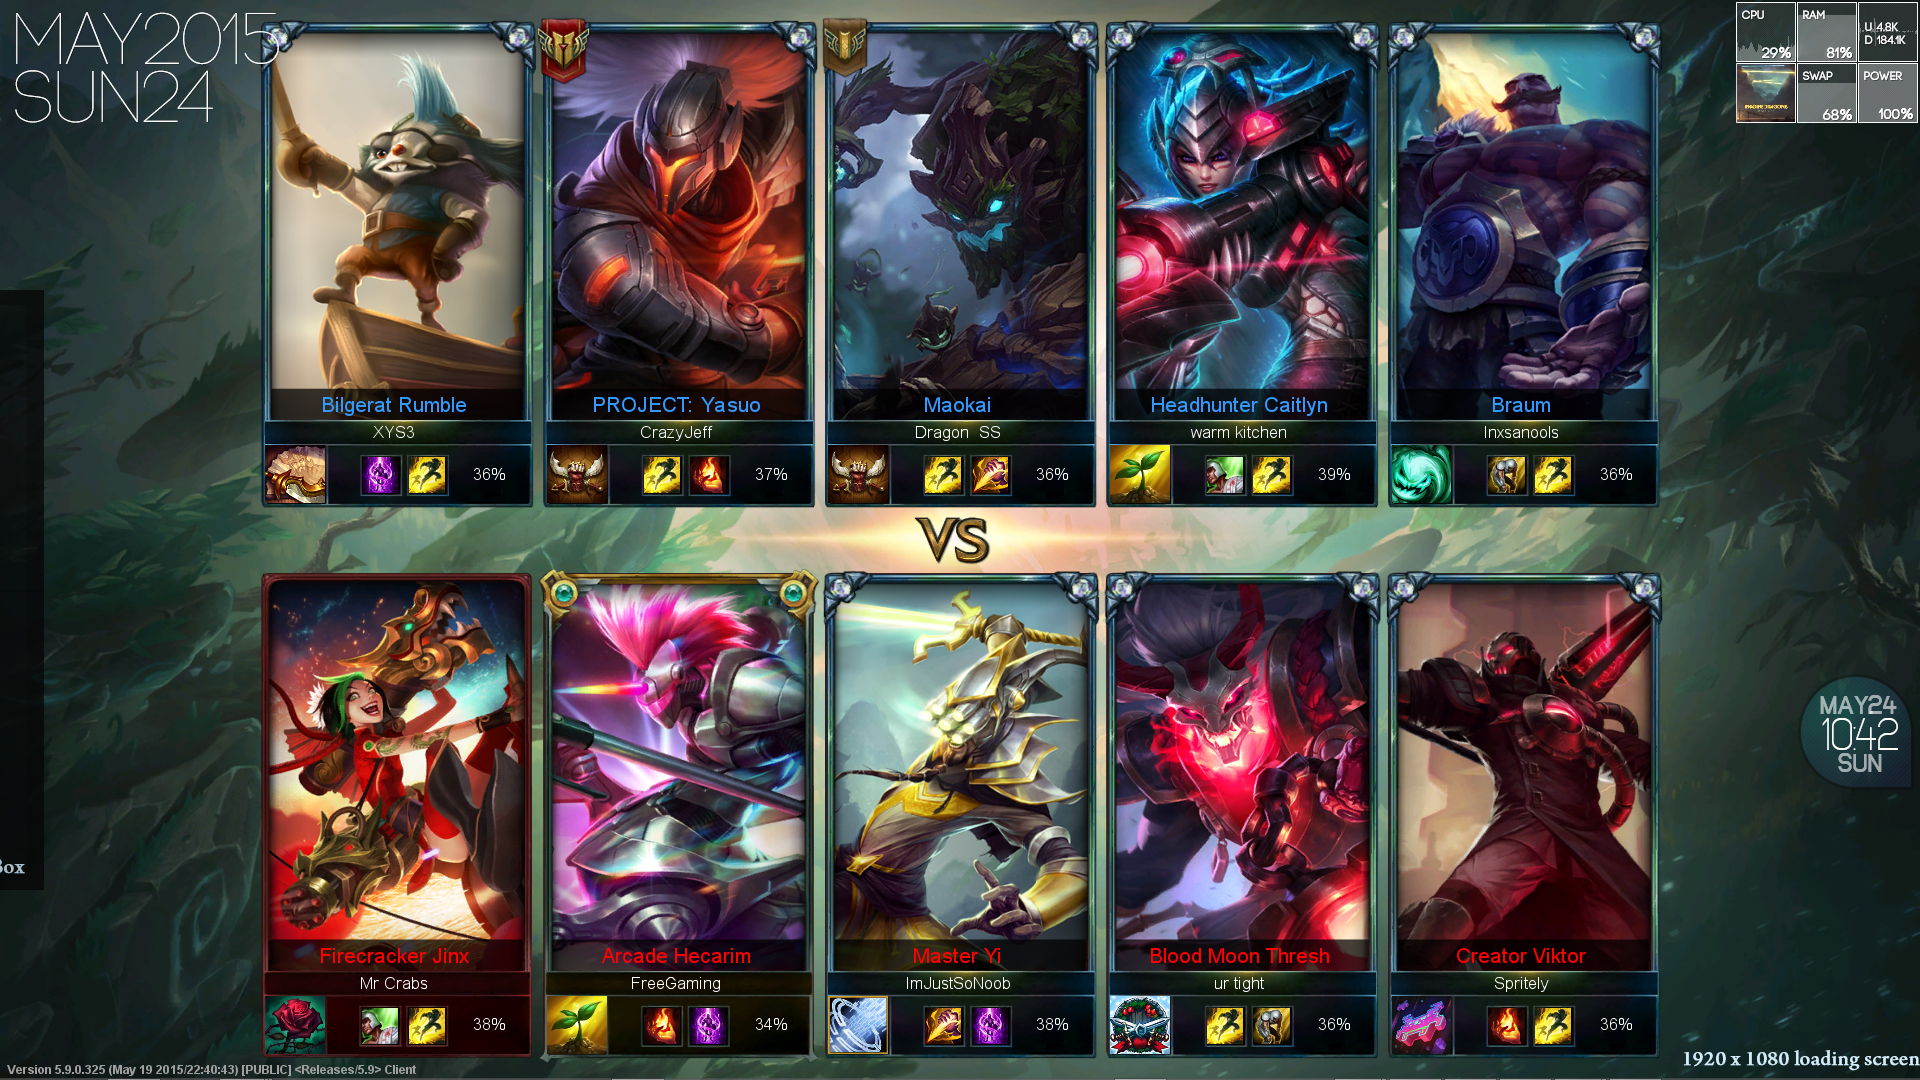 MAY2015
SUN24
CPU
29%
RAM
81%
U 4.8K
D 184.1K
IMAGINE DRAGONS
SWAP
68%
POWER
100%
Bilgerat Rumble
XYS3
36%
PROJECT: Yasuo
CrazyJeff
37%
Maokai
Dragon SS
36%
Headhunter Caitlyn
warm kitchen
39%
Braum
Inxsanools
36%
VS
Firecracker Jinx
Mr Crabs
38%
Arcade Hecarim
FreeGaming
34%
Master Yi
ImJustSoNoob
38%
Blood Moon Thresh
ur tight
36%
Creator Viktor
Spritely
36%
MAY24
10:42
SUN
Box
1920 x 1080 loading screen
Version 5.9.0.325 (May 19 2015/22:40:43) [PUBLIC] <Releases/5.9> Client